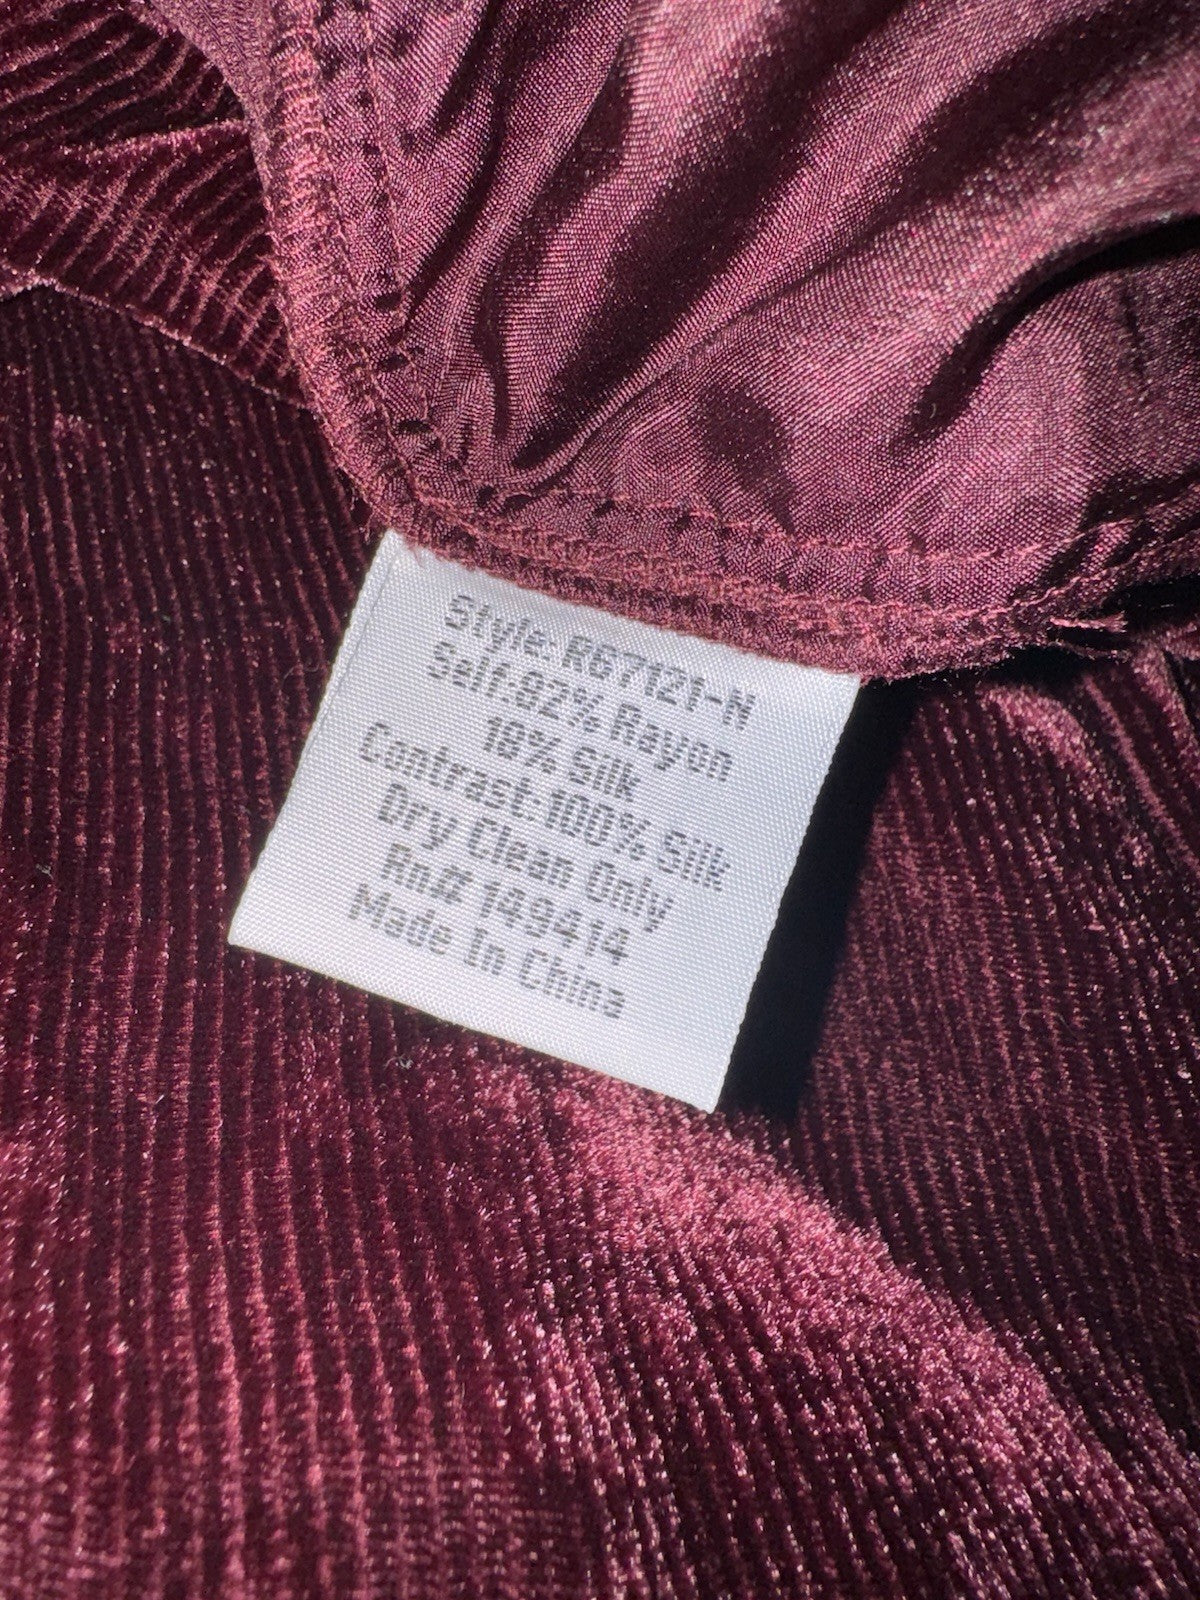 Style: R67121-N
Self:82% Rayon
18% Silk
Contrast:100% Silk
Dry Clean Only
Rn# 149414
Made In China